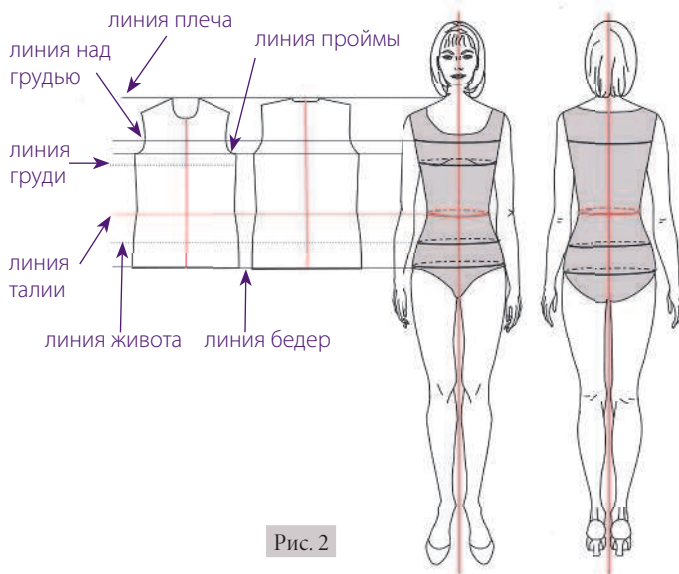 линия плеча
линия проймы
линия над
грудью
линия
груди
линия
талии
линия живота
линия бедер
Рис. 2